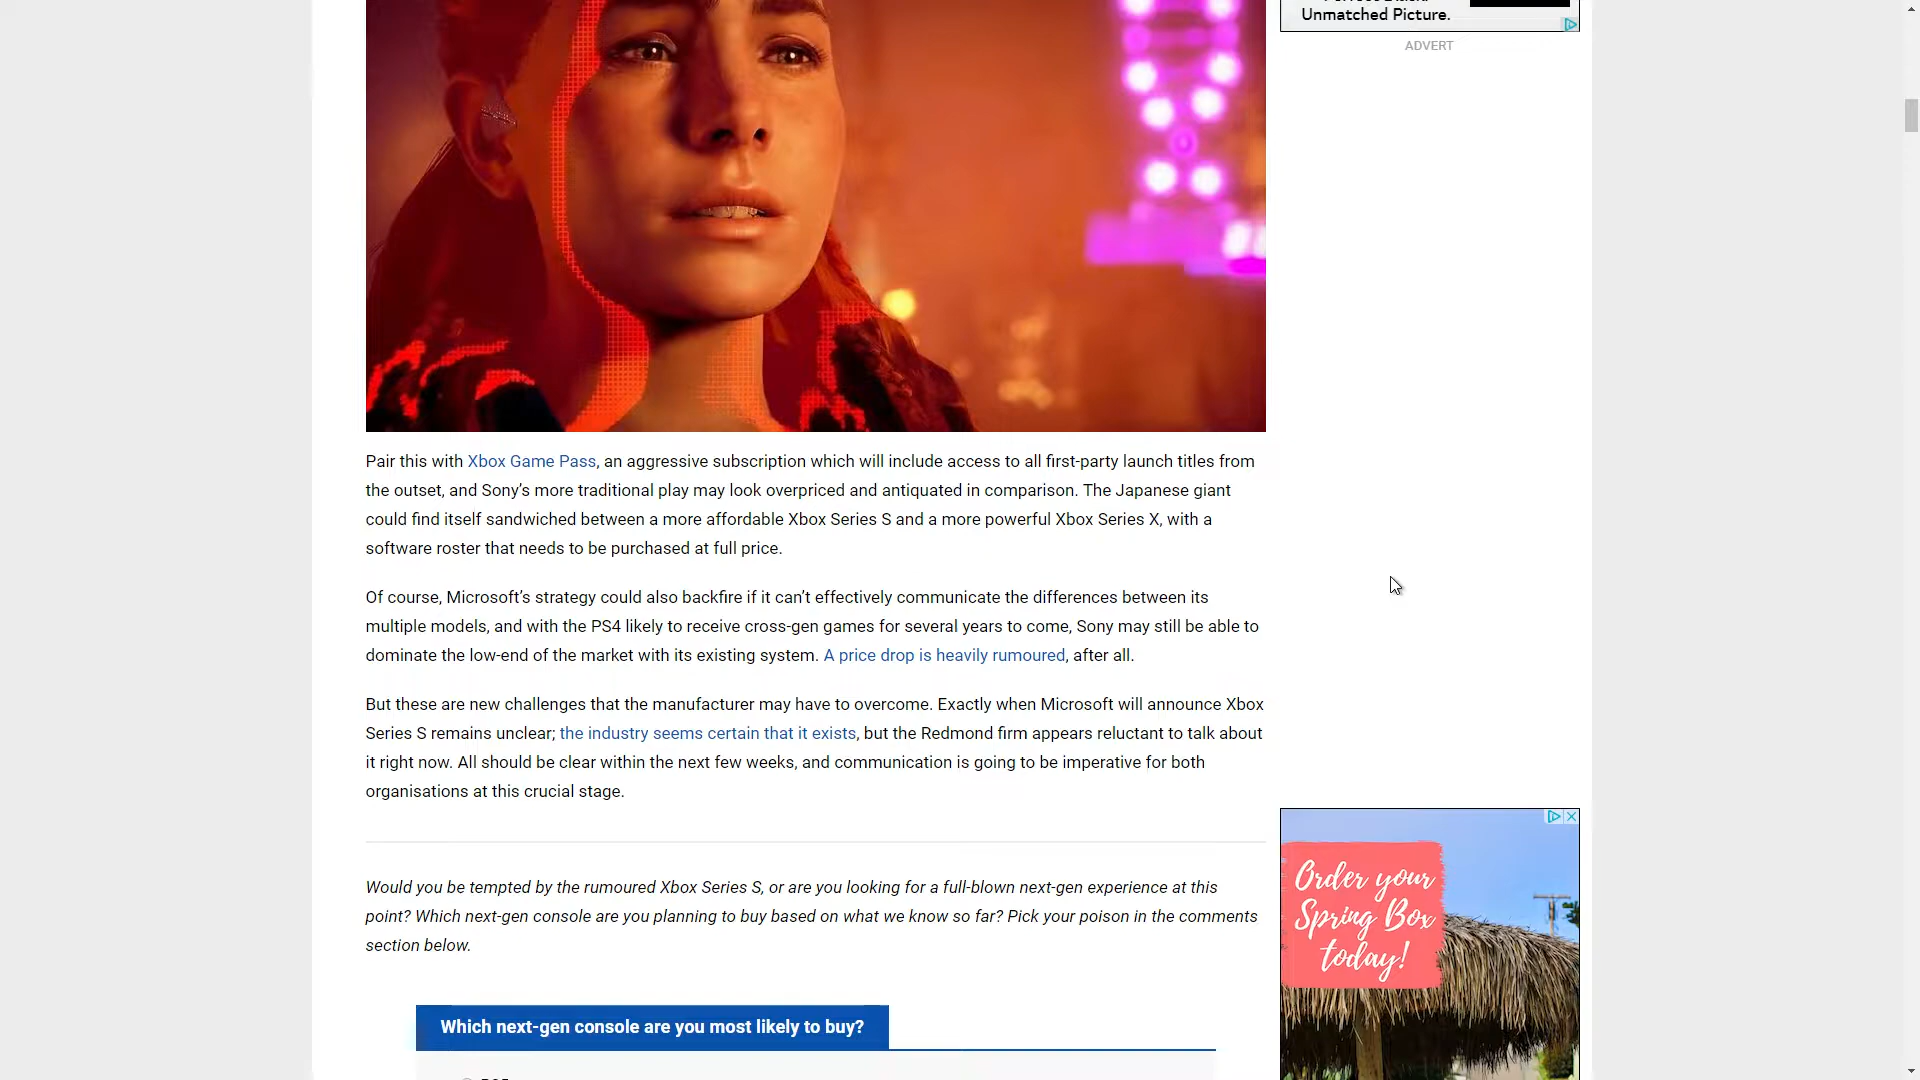 Unmatched Picture.
ADVERT
Pair this with Xbox Game Pass, an aggressive subscription which will include access to all first-party launch titles from
the outset, and Sony’s more traditional play may look overpriced and antiquated in comparison. The Japanese giant
could find itself sandwiched between a more affordable Xbox Series S and a more powerful Xbox Series X, with a
software roster that needs to be purchased at full price.
Of course, Microsoft’s strategy could also backfire if it can’t effectively communicate the differences between its
multiple models, and with the PS4 likely to receive cross-gen games for several years to come, Sony may still be able to
dominate the low-end of the market with its existing system. A price drop is heavily rumoured, after all.
But these are new challenges that the manufacturer may have to overcome. Exactly when Microsoft will announce Xbox
Series S remains unclear; the industry seems certain that it exists, but the Redmond firm appears reluctant to talk about
it right now. All should be clear within the next few weeks, and communication is going to be imperative for both
organisations at this crucial stage.
Order your
Spring Box
today!
Would you be tempted by the rumoured Xbox Series S, or are you looking for a full-blown next-gen experience at this
point? Which next-gen console are you planning to buy based on what we know so far? Pick your poison in the comments
section below.
Which next-gen console are you most likely to buy?